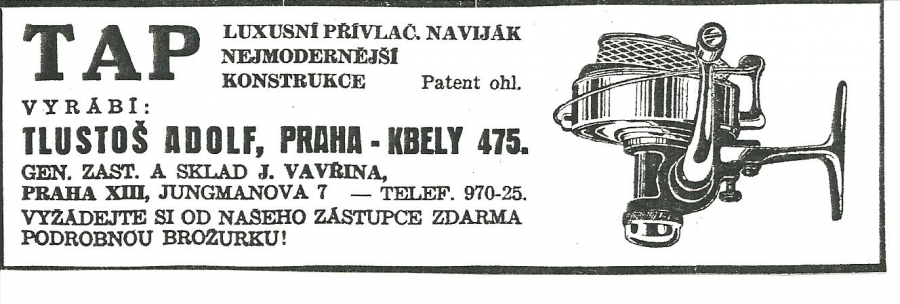 TAP
LUXUSNÍ PŘÍVLAČ. NAVIJÁK
NEJMODERNĚJŠÍ
KONSTRUKCE Patent ohl.
VYRÁBÍ:
TLUSTOŠ ADOLF, PRAHA - KBELY 475.
GEN. ZAST. A SKLAD J. VAVŘINA,
PRAHA XIII, JUNGMANOVA 7 — TELEF. 970-25.
VYŽÁDEJTE SI OD NAŠEHO ZÁSTUPCE ZDARMA
PODROBNOU BROŽURKU!